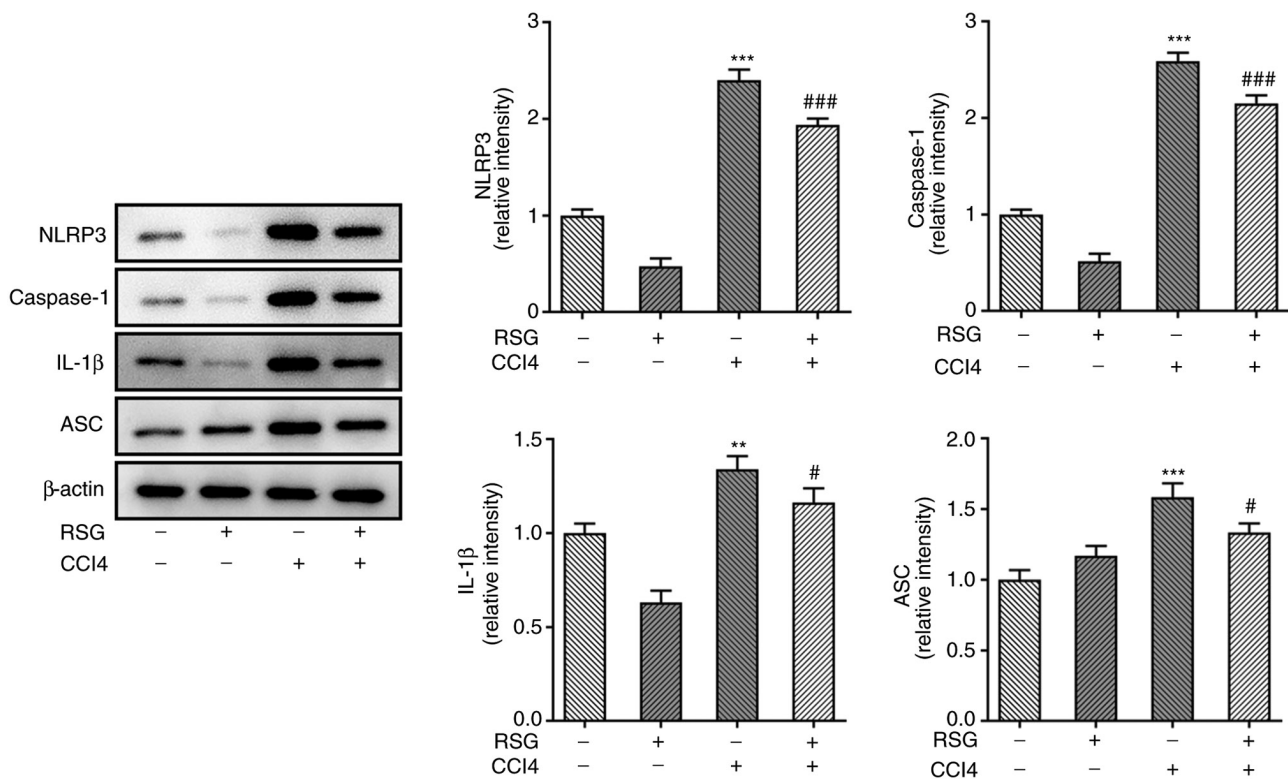 NLRP3
Caspase-1
IL-1β
ASC
β-actin
RSG – + – +
CCl4 – – + +
NLRP3
(relative intensity)
3
2
1
0
***
###
RSG – + – +
CCl4 – – + +
Caspase-1
(relative intensity)
3
2
1
0
***
###
RSG – + – +
CCl4 – – + +
IL-1β
(relative intensity)
1.5
1.0
0.5
0.0
**
#
RSG – + – +
CCl4 – – + +
ASC
(relative intensity)
2.0
1.5
1.0
0.5
0.0
***
#
RSG – + – +
CCl4 – – + +